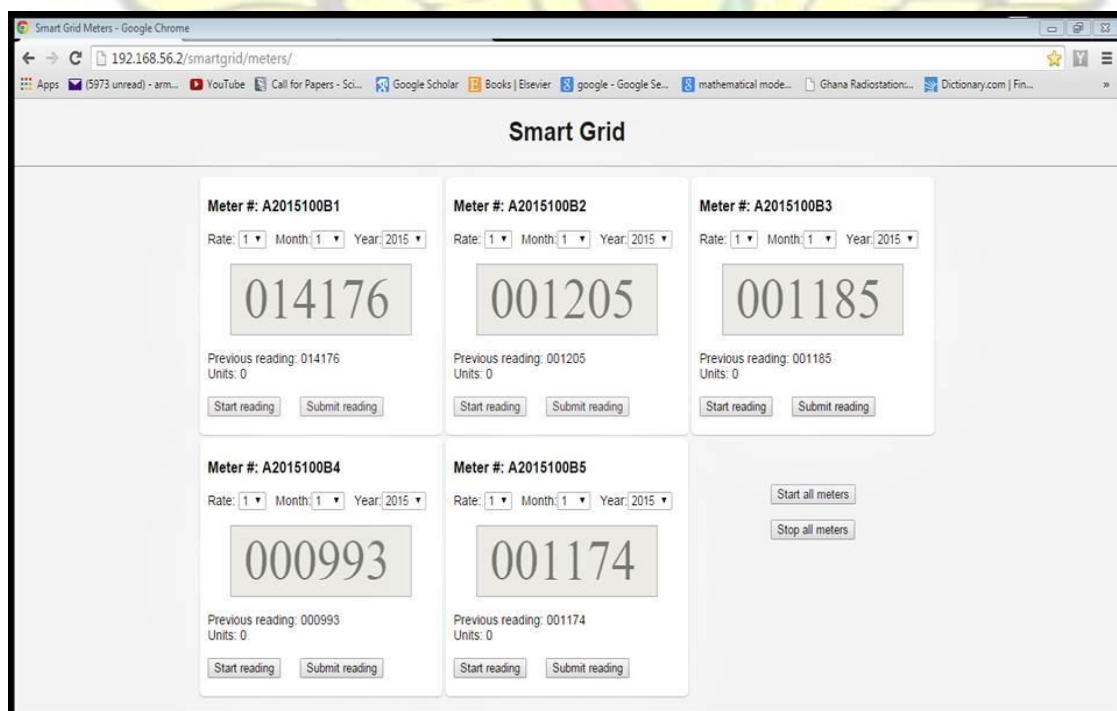 Smart Grid Meters - Google Chrome
192.168.56.2/smartgrid/meters/
Apps (5973 unread) - arm... YouTube Call for Papers - Sci... Google Scholar Books | Elsevier google - Google Se... mathematical mode... Ghana Radiostation:... Dictionary.com | Fin... »
Smart Grid
Meter #: A2015100B1
Rate: 1 Month: 1 Year: 2015
014176
Previous reading: 014176
Units: 0
Start reading Submit reading
Meter #: A2015100B2
Rate: 1 Month: 1 Year: 2015
001205
Previous reading: 001205
Units: 0
Start reading Submit reading
Meter #: A2015100B3
Rate: 1 Month: 1 Year: 2015
001185
Previous reading: 001185
Units: 0
Start reading Submit reading
Meter #: A2015100B4
Rate: 1 Month: 1 Year: 2015
000993
Previous reading: 000993
Units: 0
Start reading Submit reading
Meter #: A2015100B5
Rate: 1 Month: 1 Year: 2015
001174
Previous reading: 001174
Units: 0
Start reading Submit reading
Start all meters
Stop all meters